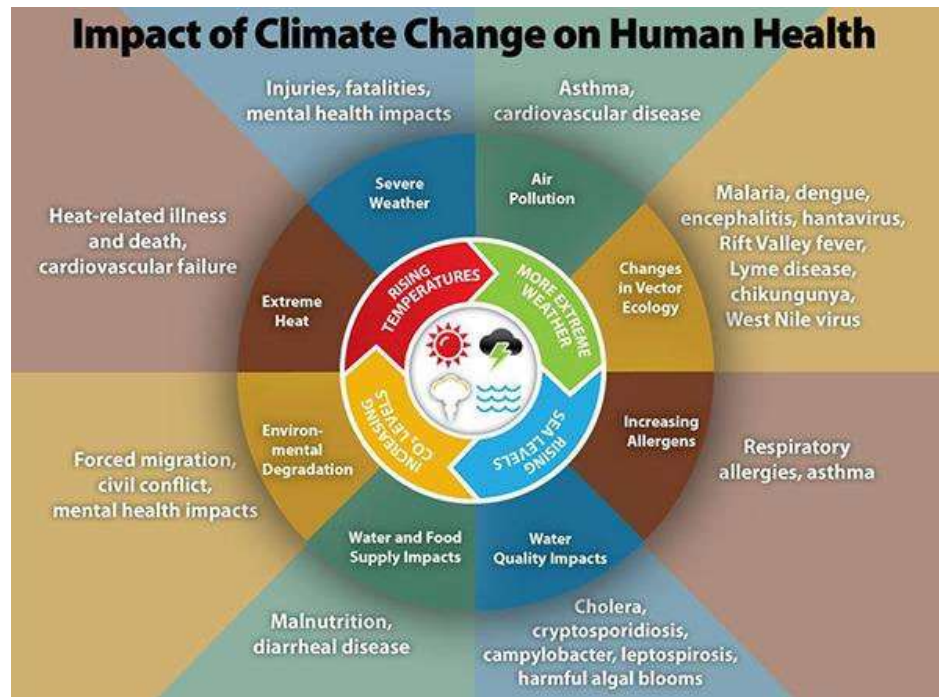 Impact of Climate Change on Human Health
Injuries, fatalities,
mental health impacts
Asthma,
cardiovascular disease
Severe
Weather
Air
Pollution
Heat-related illness
and death,
cardiovascular failure
Malaria, dengue,
encephalitis, hantavirus,
Rift Valley fever,
Lyme disease,
chikungunya,
West Nile virus
Extreme
Heat
Changes
in Vector
Ecology
RISING
TEMPERATURES
MORE EXTREME
WEATHER
INCREASING
CO₂ LEVELS
RISING
SEA LEVELS
Environ-
mental
Degradation
Increasing
Allergens
Forced migration,
civil conflict,
mental health impacts
Respiratory
allergies, asthma
Water and Food
Supply Impacts
Water
Quality Impacts
Malnutrition,
diarrheal disease
Cholera,
cryptosporidiosis,
campylobacter, leptospirosis,
harmful algal blooms